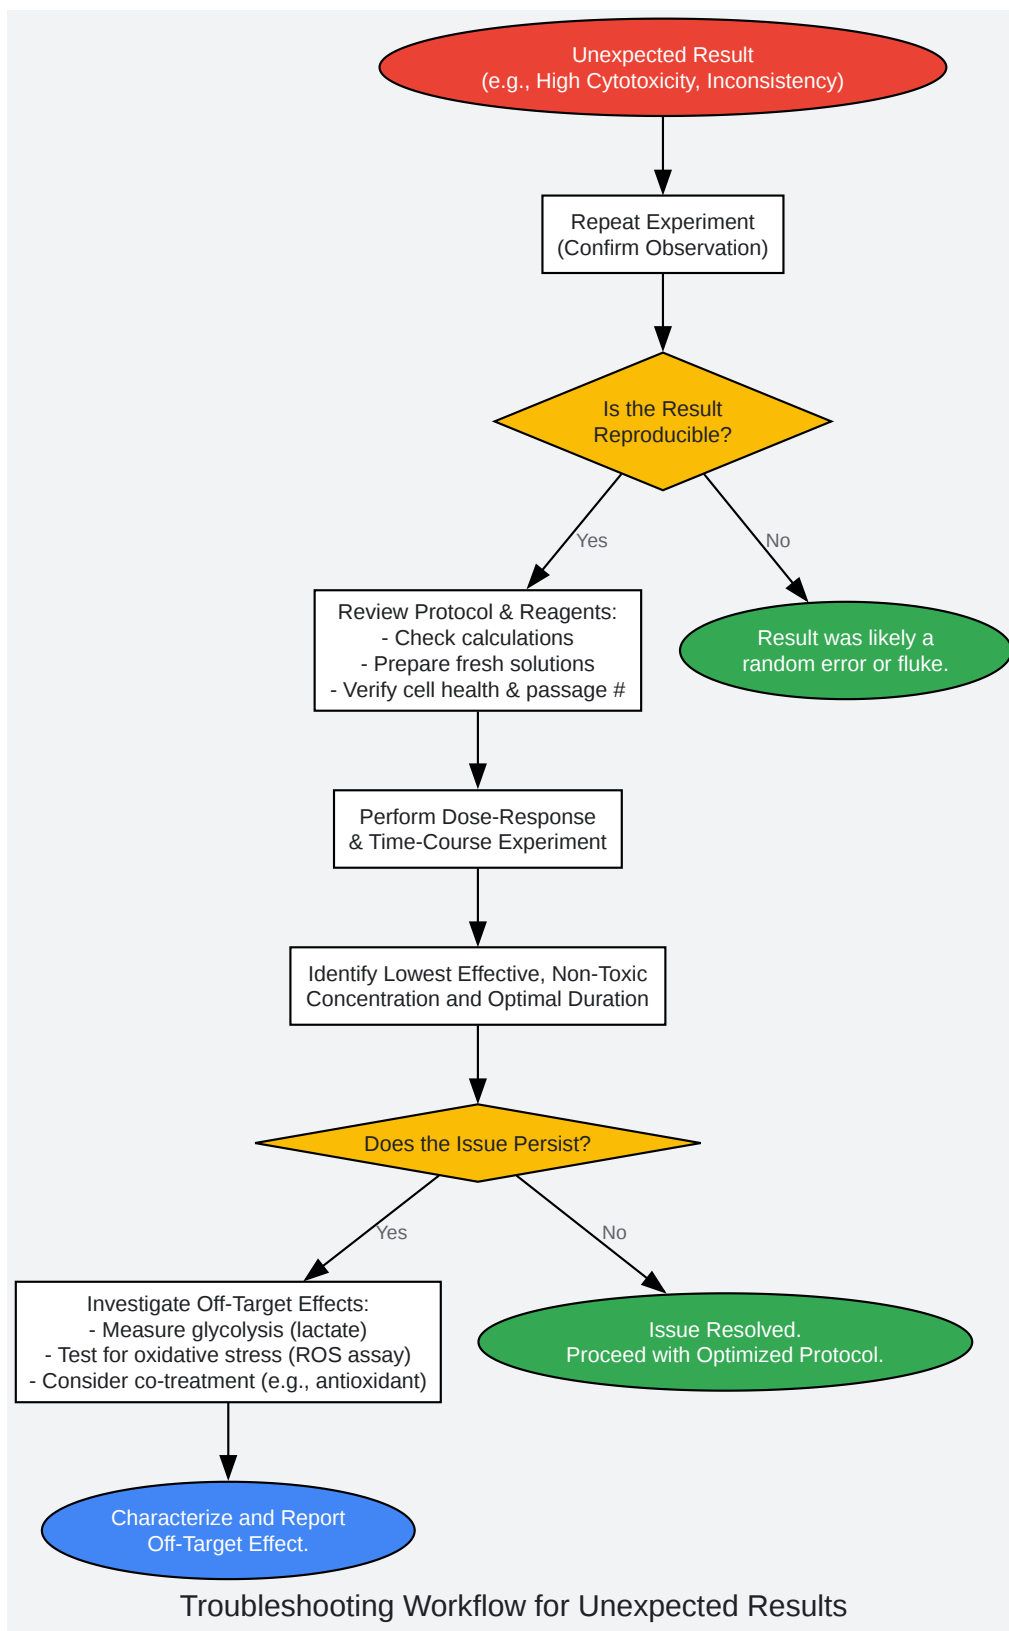 Unexpected Result
(e.g., High Cytotoxicity, Inconsistency)
Repeat Experiment
(Confirm Observation)
Is the Result
Reproducible?
Yes
No
Review Protocol & Reagents:
- Check calculations
- Prepare fresh solutions
- Verify cell health & passage #
Result was likely a
random error or fluke.
Perform Dose-Response
& Time-Course Experiment
Identify Lowest Effective, Non-Toxic
Concentration and Optimal Duration
Does the Issue Persist?
Yes
No
Investigate Off-Target Effects:
- Measure glycolysis (lactate)
- Test for oxidative stress (ROS assay)
- Consider co-treatment (e.g., antioxidant)
Issue Resolved.
Proceed with Optimized Protocol.
Characterize and Report
Off-Target Effect.
Troubleshooting Workflow for Unexpected Results